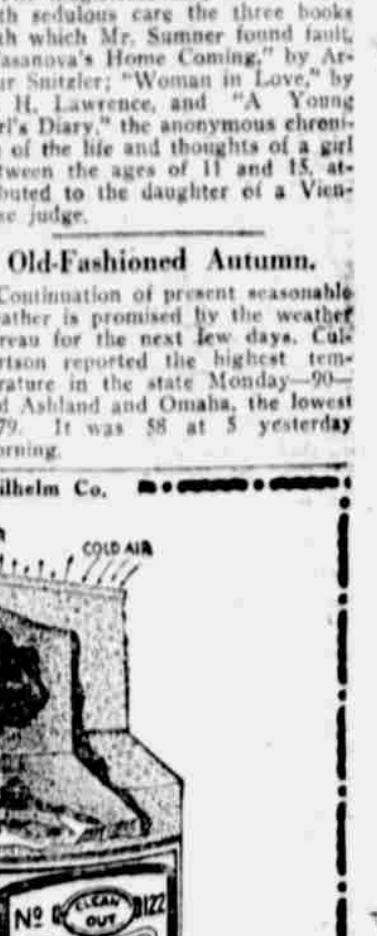 th sedulous care the three books
th which Mr. Sumner found fault,
asanova's Home Coming," by Ar-
ur Snitzler; "Woman in Love," by
H. Lawrence, and "A Young
rl's Diary," the anonymous chroni-
of the life and thoughts of a girl
tween the ages of 11 and 15, at-
buted to the daughter of a Vien-
se judge.
Old-Fashioned Autumn.
Continuation of present seasonable
ather is promised by the weather
reau for the next few days. Cul-
rtson reported the highest tem-
rature in the state Monday—90—
d Ashland and Omaha, the lowest
79. It was 58 at 5 yesterday
orning.
ilhelm Co.
COLD AIR
No
CLEAN
OUT
B122